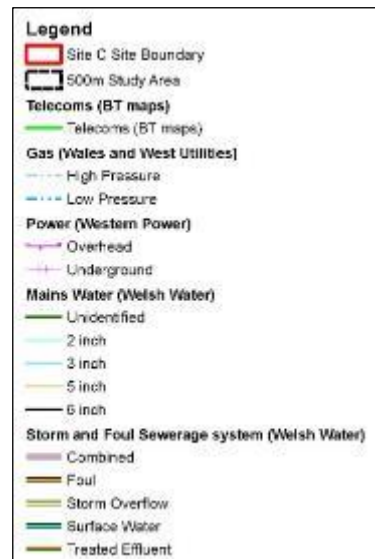 Legend
Site C Site Boundary
500m Study Area
Telecoms (BT maps)
Telecoms (BT maps)
Gas (Wales and West Utilities]
High Pressure
Low Pressure
Power (Western Power)
Overhead
Underground
Mains Water (Welsh Water)
Unidentified
2 inch
3 inch
5 inch
6 inch
Storm and Foul Sewerage system (Welsh Water)
Combined
Foul
Storm Overflow
Surface Water
Treated Effluent